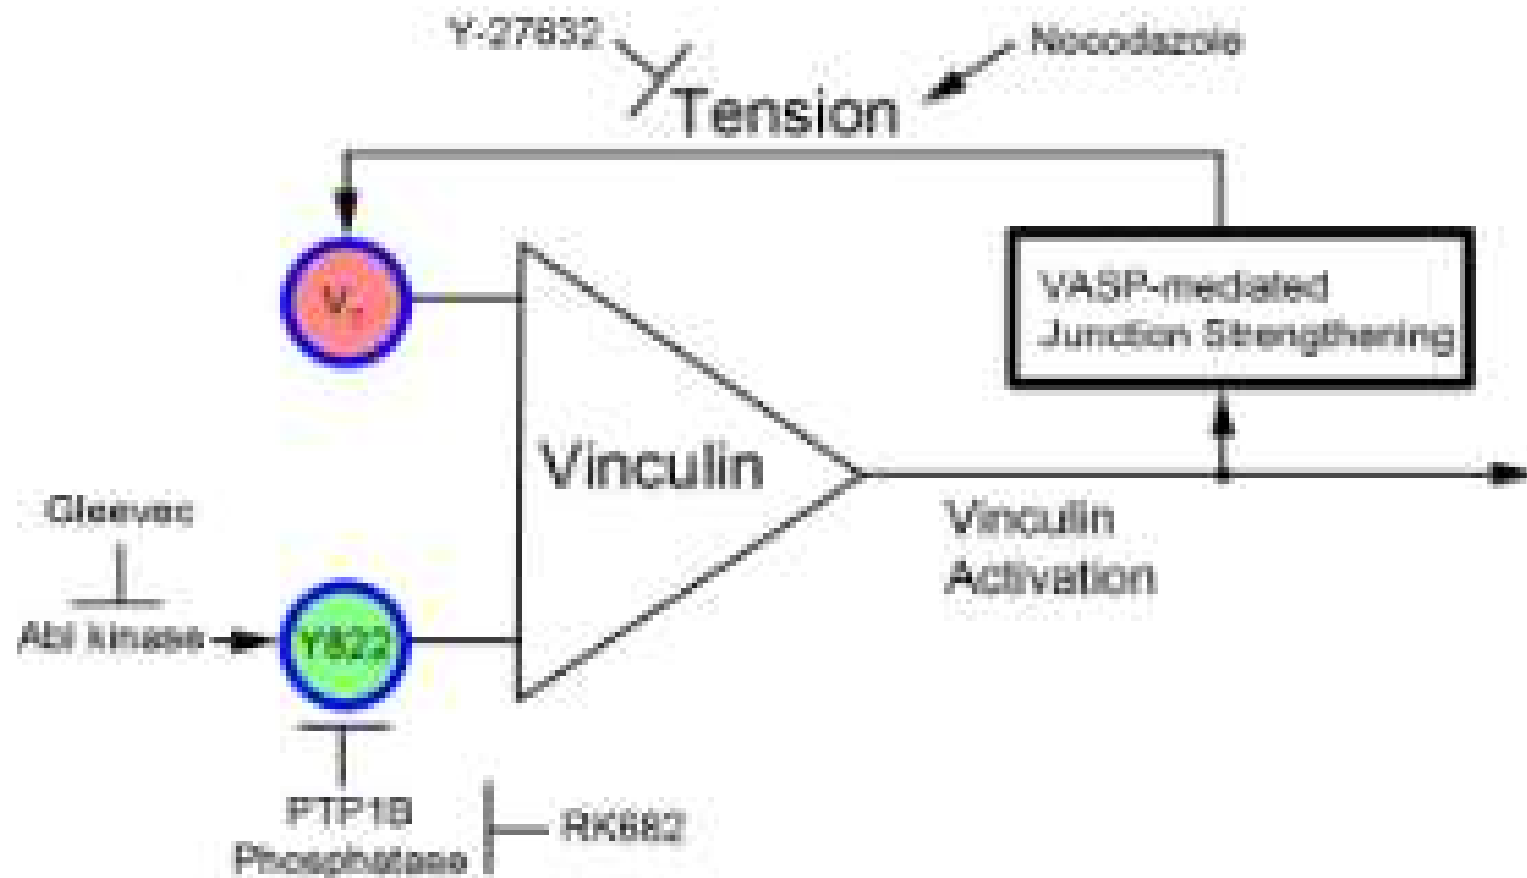 Y-27632
Nocodazole
Tension
VASP-mediated
Junction Strengthening
Vinculin
Vinculin
Activation
Gleevec
Abl kinase
Y822
PTP1B
Phosphatase
RK682